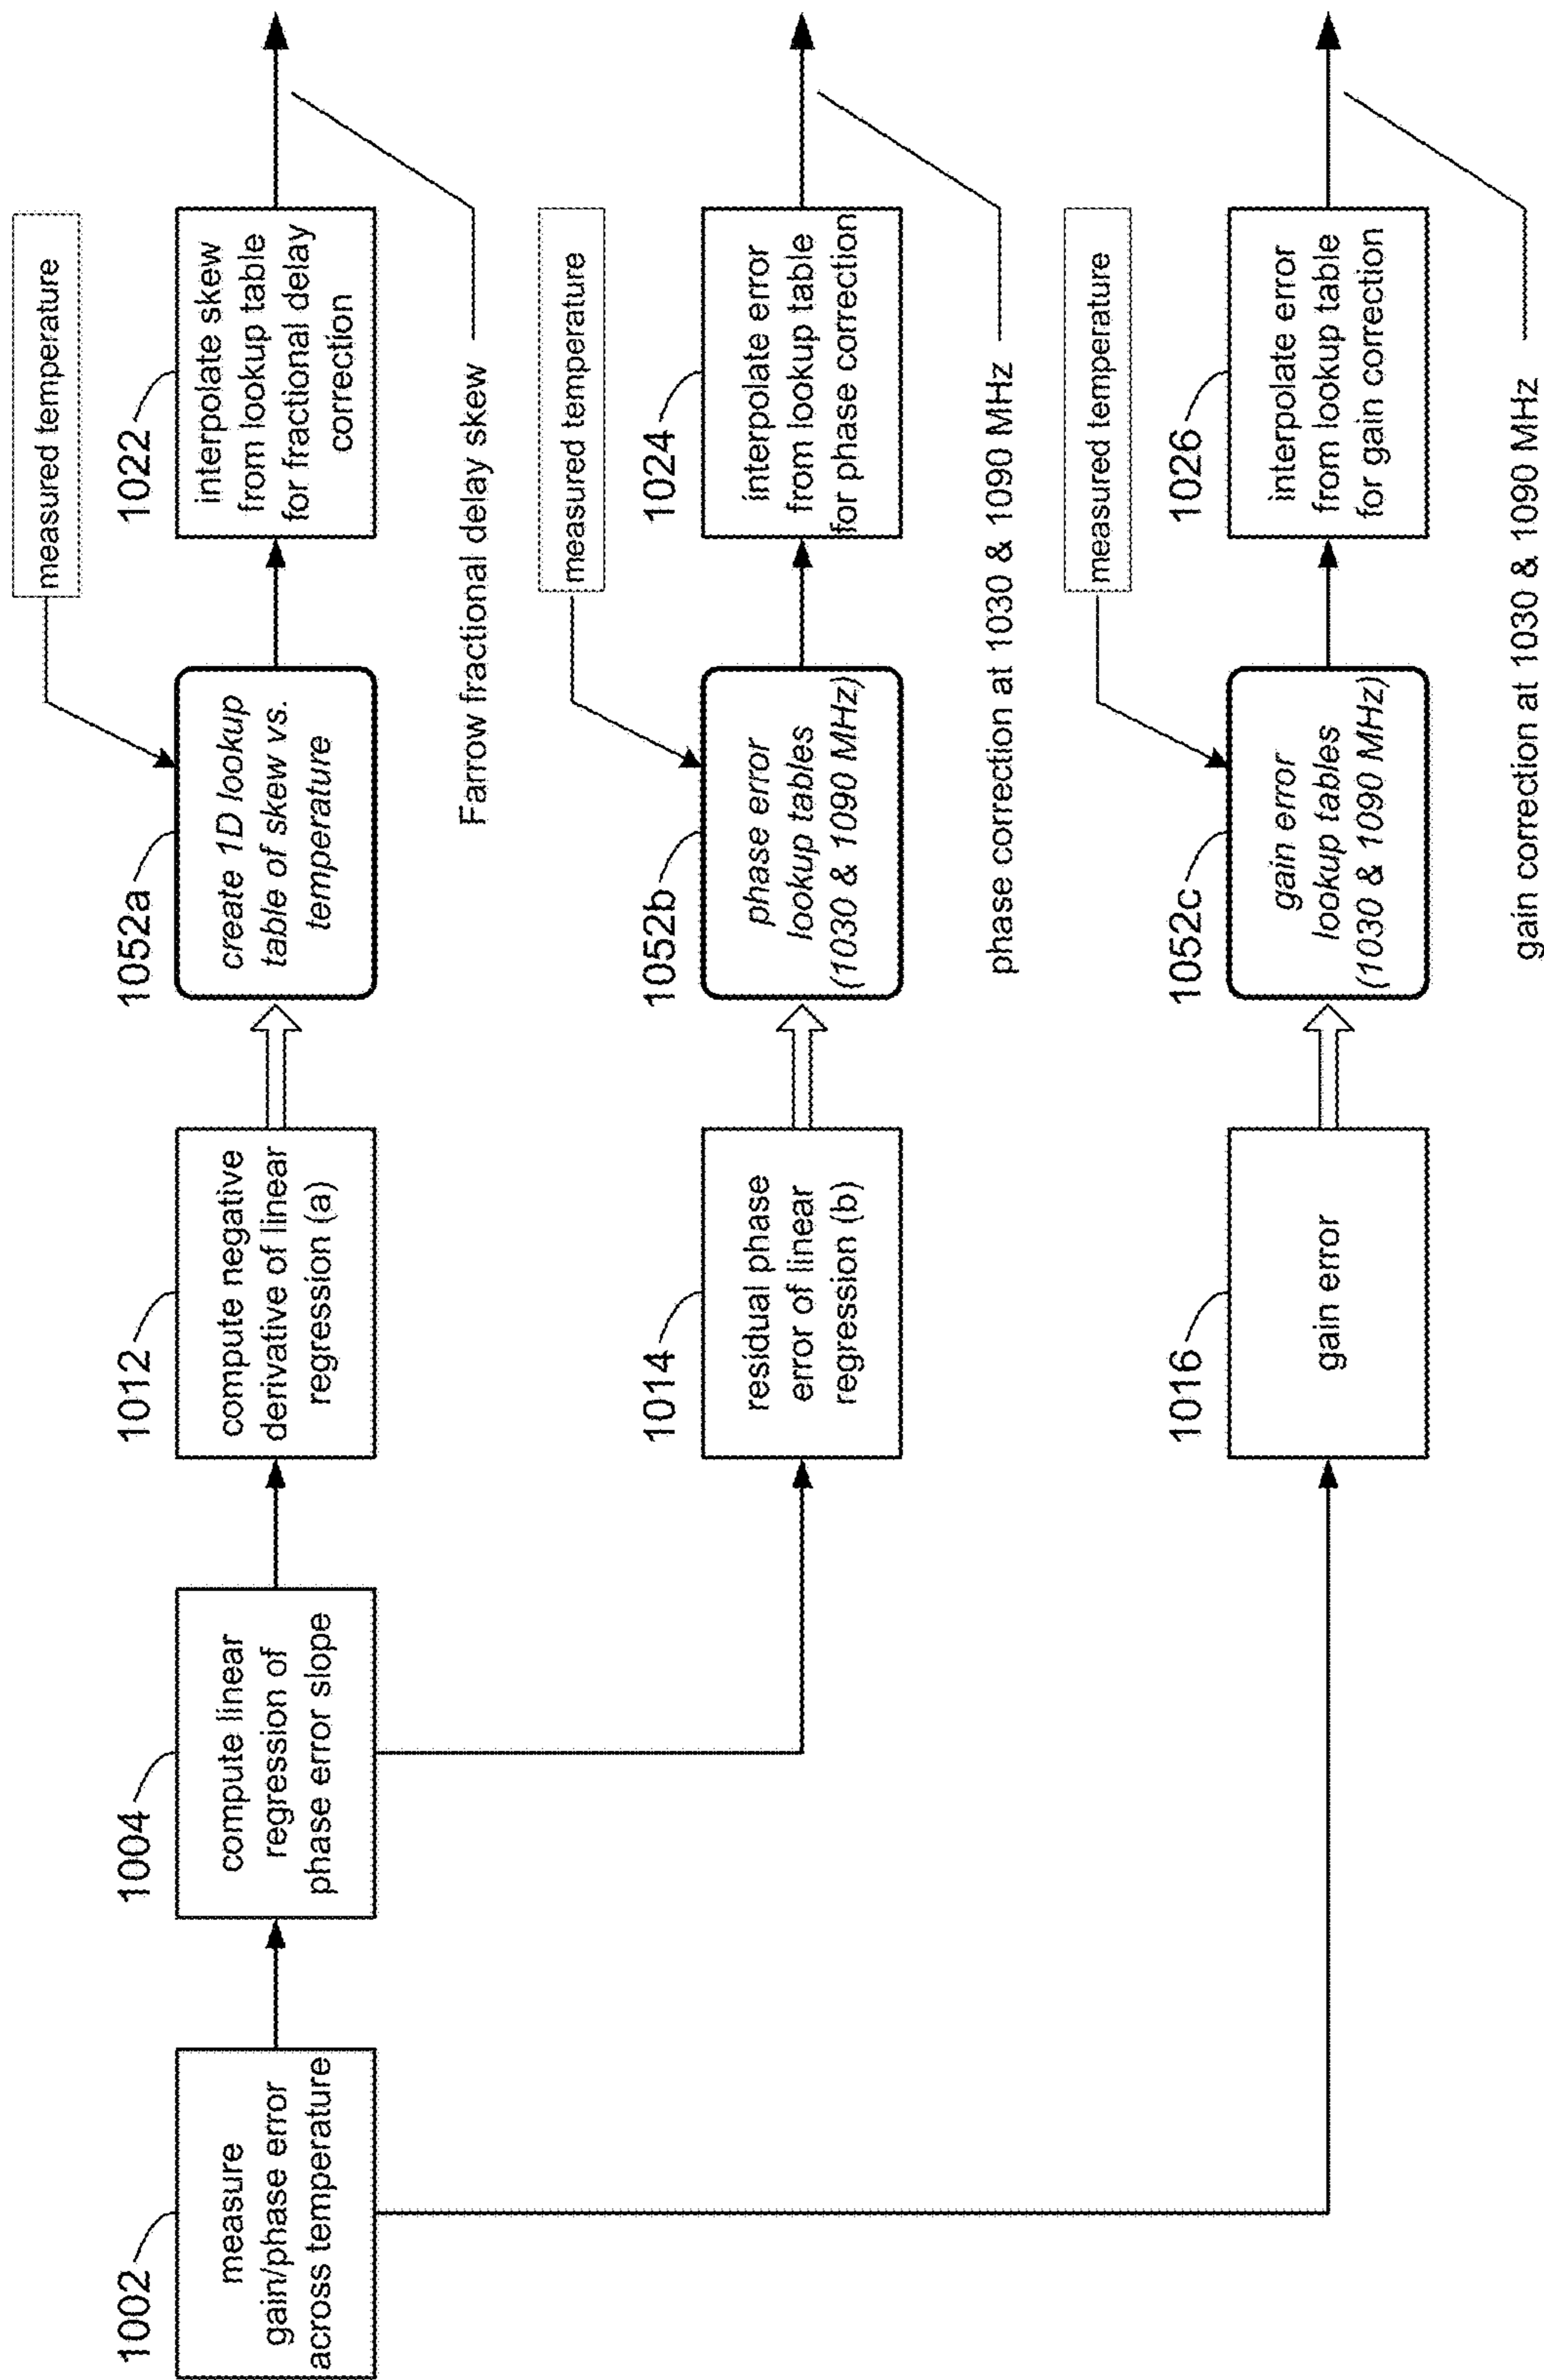 1002
measure
gain/phase error
across temperature
1004
compute linear
regression of
phase error slope
1012
compute negative
derivative of linear
regression (a)
1052a
create 1D lookup
table of skew vs.
temperature
measured temperature
1022
interpolate skew
from lookup table
for fractional delay
correction
Farrow fractional delay skew
1014
residual phase
error of linear
regression (b)
1052b
phase error
lookup tables
(1030 & 1090 MHz)
measured temperature
1024
interpolate error
from lookup table
for phase correction
phase correction at 1030 & 1090 MHz
1016
gain error
1052c
gain error
lookup tables
(1030 & 1090 MHz)
measured temperature
1026
interpolate error
from lookup table
for gain correction
gain correction at 1030 & 1090 MHz